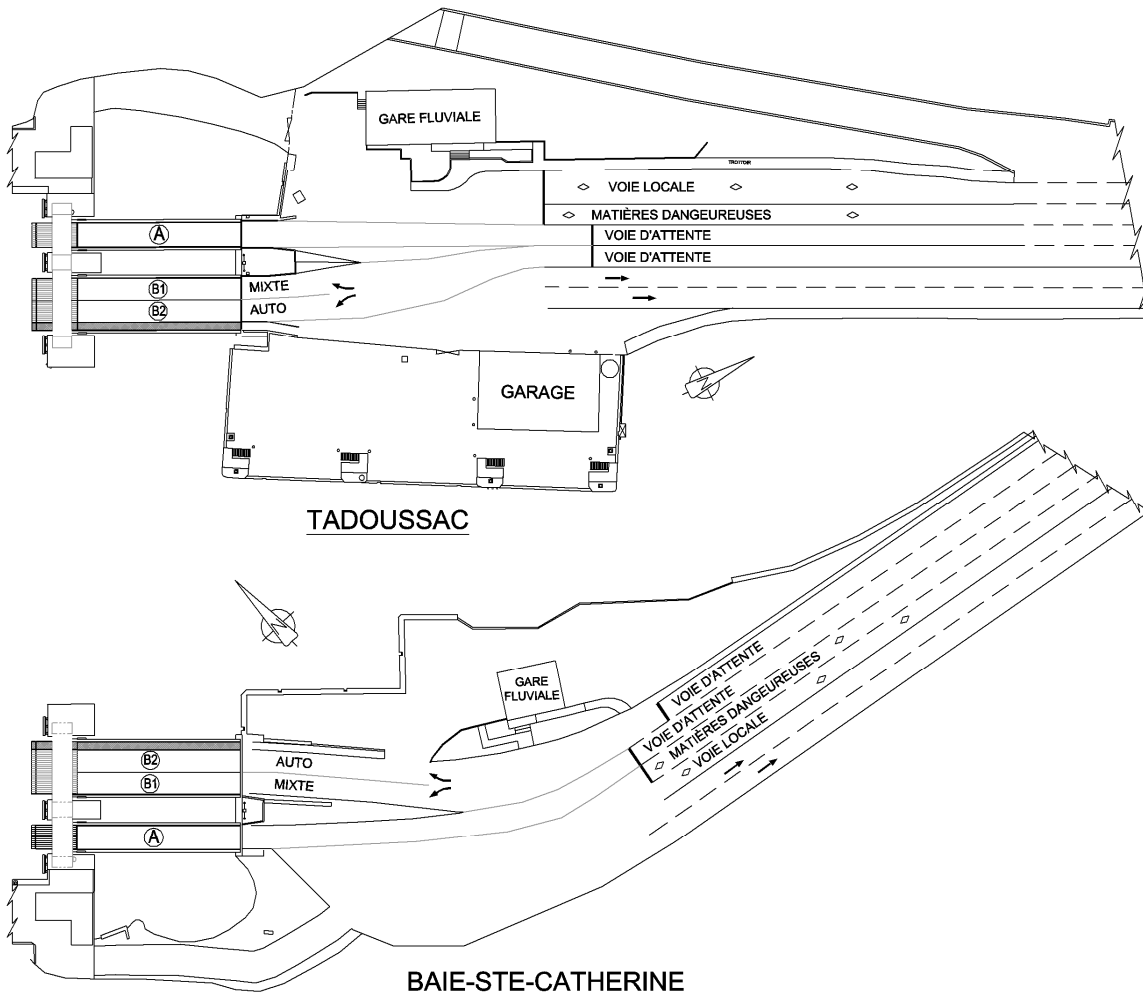 GARE FLUVIALE
TROTTOIR
VOIE LOCALE
MATIÈRES DANGEUREUSES
A
VOIE D'ATTENTE
VOIE D'ATTENTE
B1
MIXTE
B2
AUTO
GARAGE
TADOUSSAC
GARE
FLUVIALE
VOIE D'ATTENTE
VOIE D'ATTENTE
MATIÈRES DANGEUREUSES
VOIE LOCALE
B2
AUTO
B1
MIXTE
A
BAIE-STE-CATHERINE